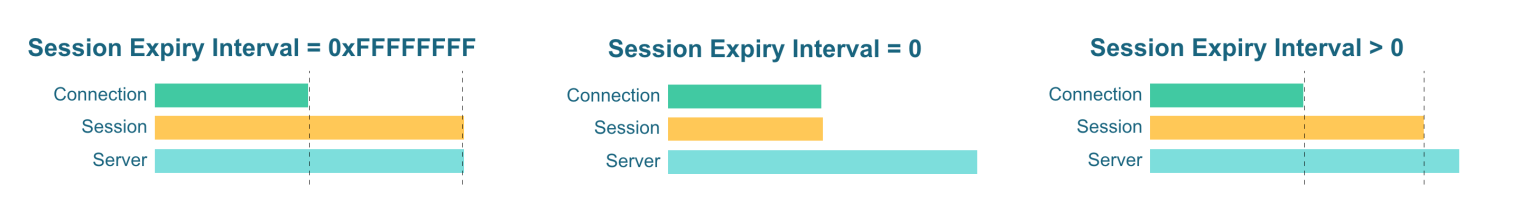 Session Expiry Interval = 0xFFFFFFFF
Connection
Session
Server
Session Expiry Interval = 0
Connection
Session
Server
Session Expiry Interval > 0
Connection
Session
Server